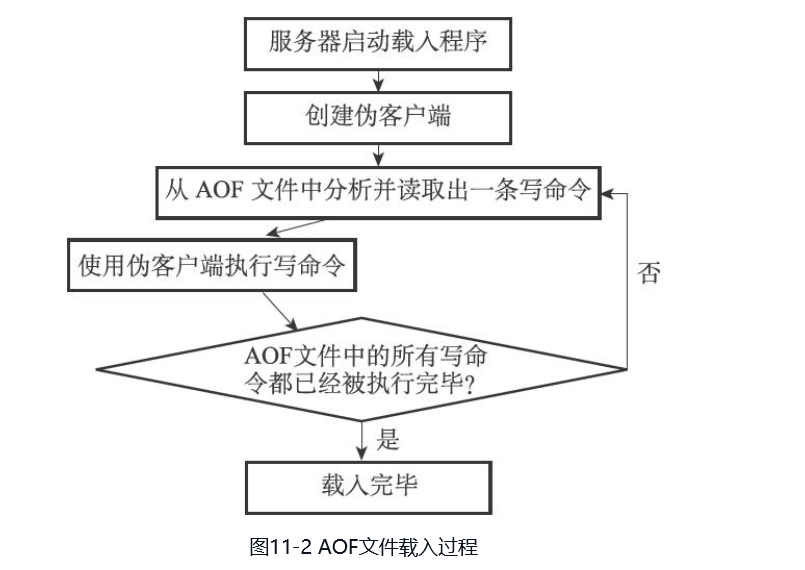 服务器启动载入程序
创建伪客户端
从 AOF 文件中分析并读取出一条写命令
使用伪客户端执行写命令
否
AOF文件中的所有写命
令都已经被执行完毕?
是
载入完毕
图11-2 AOF文件载入过程